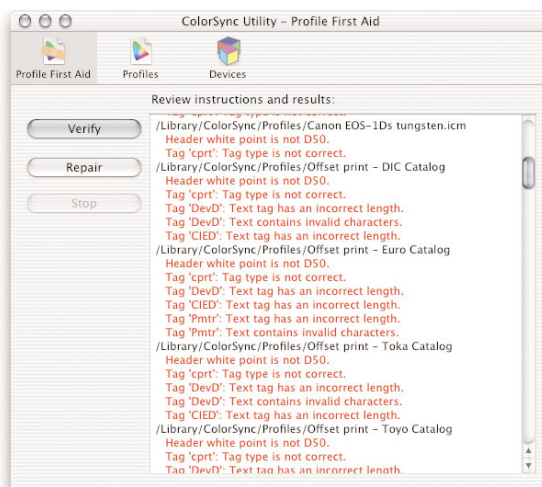 ColorSync Utility – Profile First Aid
Profile First Aid
Profiles
Devices
Review instructions and results:
Verify
Repair
Stop
Tag 'cprt': Tag type is not correct.
/Library/ColorSync/Profiles/Canon EOS-1Ds tungsten.icm
Header white point is not D50.
Tag 'cprt': Tag type is not correct.
/Library/ColorSync/Profiles/Offset print – DIC Catalog
Header white point is not D50.
Tag 'cprt': Tag type is not correct.
Tag 'DevD': Text tag has an incorrect length.
Tag 'DevD': Text contains invalid characters.
Tag 'CIED': Text tag has an incorrect length.
/Library/ColorSync/Profiles/Offset print – Euro Catalog
Header white point is not D50.
Tag 'cprt': Tag type is not correct.
Tag 'DevD': Text tag has an incorrect length.
Tag 'CIED': Text tag has an incorrect length.
Tag 'Pmtr': Text tag has an incorrect length.
Tag 'Pmtr': Text contains invalid characters.
/Library/ColorSync/Profiles/Offset print – Toka Catalog
Header white point is not D50.
Tag 'cprt': Tag type is not correct.
Tag 'DevD': Text tag has an incorrect length.
Tag 'DevD': Text contains invalid characters.
Tag 'CIED': Text tag has an incorrect length.
/Library/ColorSync/Profiles/Offset print – Toyo Catalog
Header white point is not D50.
Tag 'cprt': Tag type is not correct.
Tag 'DevD': Text tag has an incorrect length.